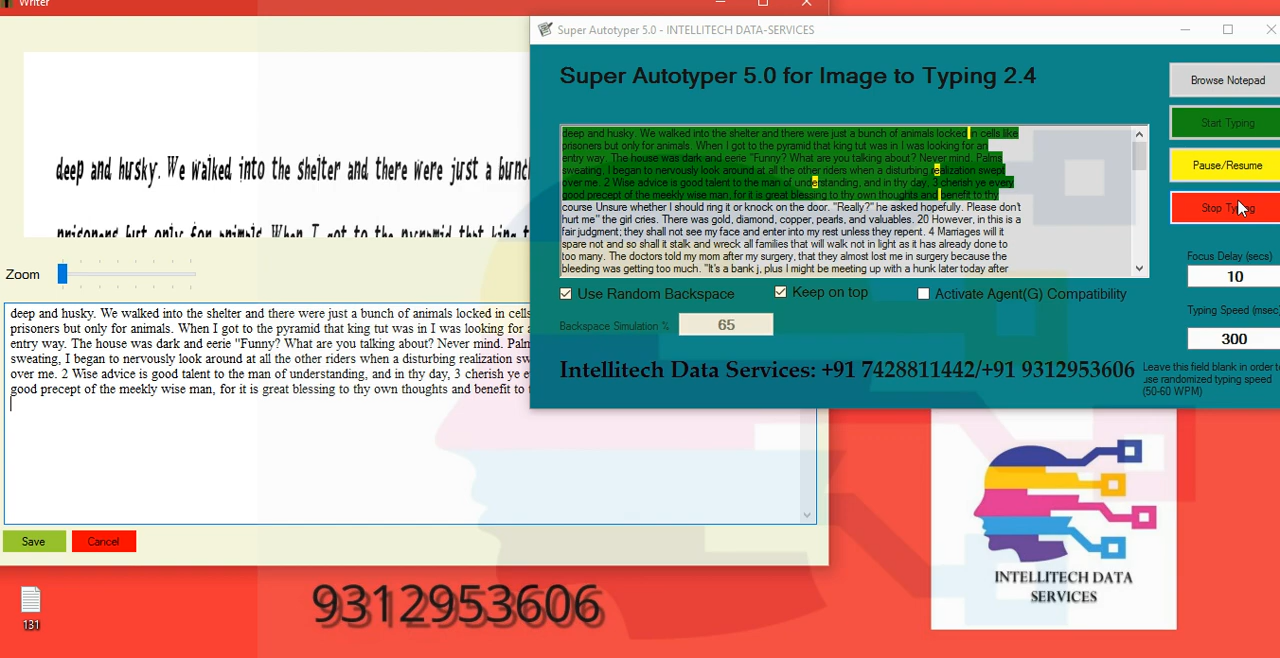 Writer
deep and husky. We walked into the shelter and there were just a bunch
prisoners but only for animals. When I got to the pyramid that king t
Zoom
deep and husky. We walked into the shelter and there were just a bunch of animals locked in cells
prisoners but only for animals. When I got to the pyramid that king tut was in I was looking for a
entry way. The house was dark and eerie "Funny? What are you talking about? Never mind. Palm
sweating, I began to nervously look around at all the other riders when a disturbing realization sw
over me. 2 Wise advice is good talent to the man of understanding, and in thy day, 3 cherish ye e
good precept of the meekly wise man, for it is great blessing to thy own thoughts and benefit to t
Save
Cancel
131
9312953606
Super Autotyper 5.0 - INTELLITECH DATA-SERVICES
Super Autotyper 5.0 for Image to Typing 2.4
deep and husky. We walked into the shelter and there were just a bunch of animals locked in cells like
prisoners but only for animals. When I got to the pyramid that king tut was in I was looking for an
entry way. The house was dark and eerie "Funny? What are you talking about? Never mind. Palms
sweating, I began to nervously look around at all the other riders when a disturbing realization swept
over me. 2 Wise advice is good talent to the man of understanding, and in thy day, 3 cherish ye every
good precept of the meekly wise man, for it is great blessing to thy own thoughts and benefit to thy
course Unsure whether I should ring it or knock on the door. "Really?" he asked hopefully. Please don't
hurt me" the girl cries. There was gold, diamond, copper, pearls, and valuables. 20 However, in this is a
fair judgment; they shall not see my face and enter into my rest unless they repent. 4 Marriages will it
spare not and so shall it stalk and wreck all families that will walk not in light as it has already done to
too many. The doctors told my mom after my surgery, that they almost lost me in surgery because the
bleeding was getting too much. "It's a bank j, plus I might be meeting up with a hunk later today after
Use Random Backspace
Keep on top
Activate Agent(G) Compatibility
Backspace Simulation %
65
Intellitech Data Services: +91 7428811442/+91 9312953606
Browse Notepad
Start Typing
Pause/Resume
Stop Typing
Focus Delay (secs)
10
Typing Speed (msec
300
Leave this field blank in order t
use randomized typing speed
(50-60 WPM)
INTELLITECH DATA
SERVICES